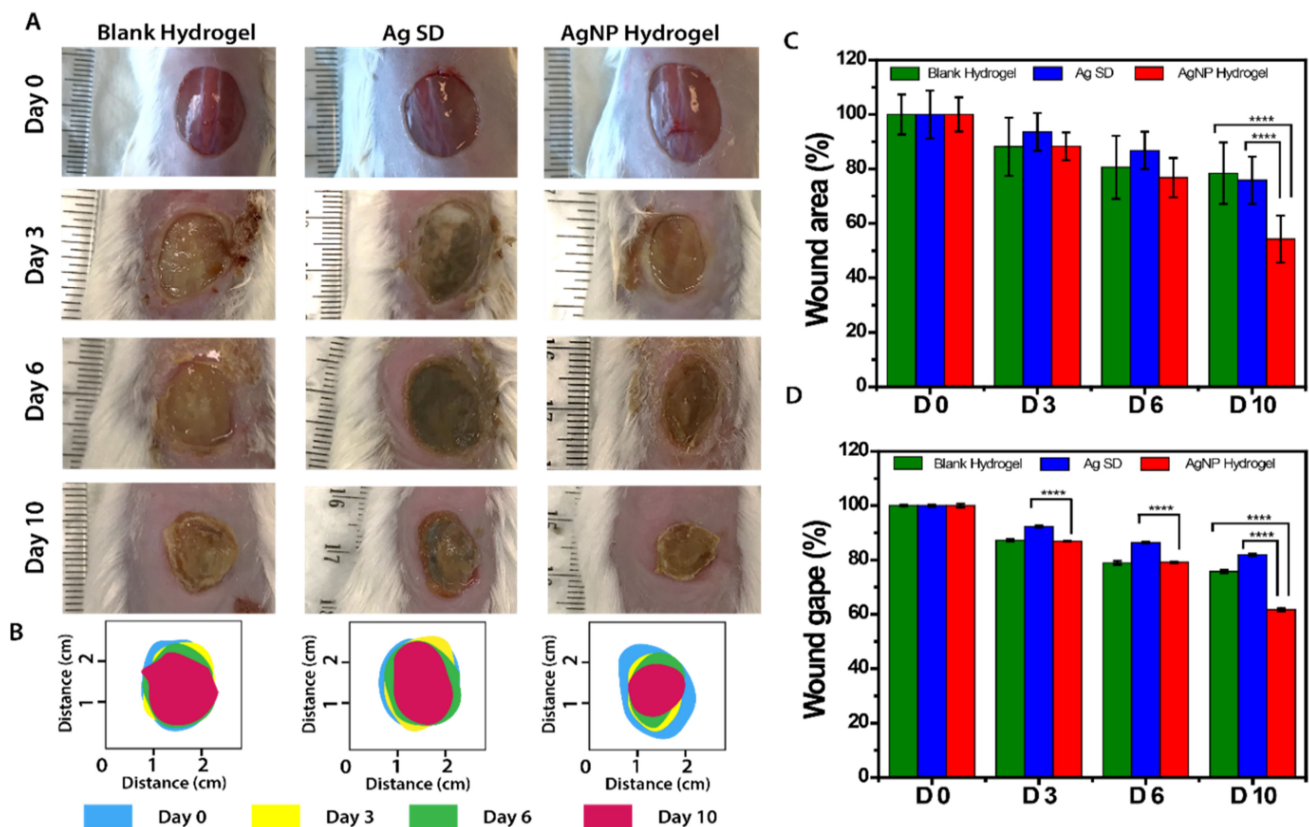 A
Blank Hydrogel
Ag SD
AgNP Hydrogel
Day 0
Day 3
Day 6
Day 10
16
17
B
Distance (cm)
2
1
0
1
2
Distance (cm)
Distance (cm)
2
1
0
1
2
Distance (cm)
Distance (cm)
2
1
0
1
2
Distance (cm)
Day 0
Day 3
Day 6
Day 10
C
Wound area (%)
120
100
80
60
40
20
0
Blank Hydrogel
Ag SD
AgNP Hydrogel
****
****
D 0
D 3
D 6
D 10
D
Wound gape (%)
120
100
80
60
40
20
0
Blank Hydrogel
Ag SD
AgNP Hydrogel
****
****
****
****
D 0
D 3
D 6
D 10